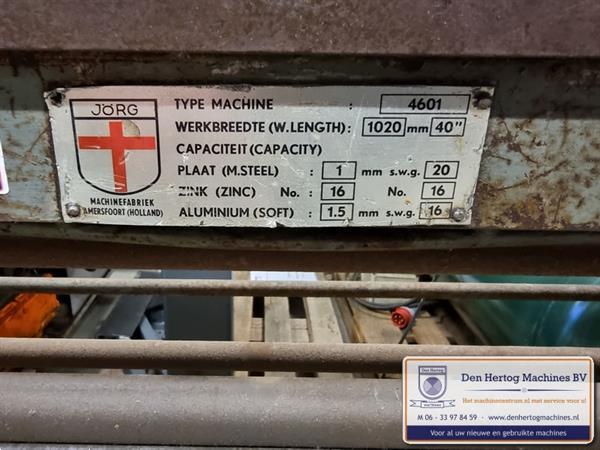 JÖRG
MACHINEFABRIEK
AMERSFOORT (HOLLAND)
TYPE MACHINE : 4601
WERKBREEDTE (W.LENGTH) : 1020 mm 40"
CAPACITEIT (CAPACITY)
PLAAT (M.STEEL) : 1 mm s.w.g. 20
ZINK (ZINC) No. : 16 No. 16
ALUMINIUM (SOFT) : 1.5 mm s.w.g. 16
Den Hertog Machines BV
Het machinecentrum.nl met service voor u!
M 06 - 33 97 84 59 - www.denhertogmachines.nl
Voor al uw nieuwe en gebruikte machines